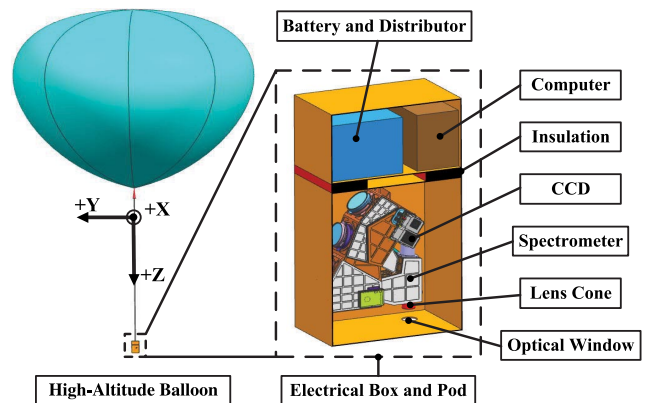 Battery and Distributor
Computer
Insulation
CCD
+Y
+X
Spectrometer
+Z
Lens Cone
Optical Window
High-Altitude Balloon
Electrical Box and Pod